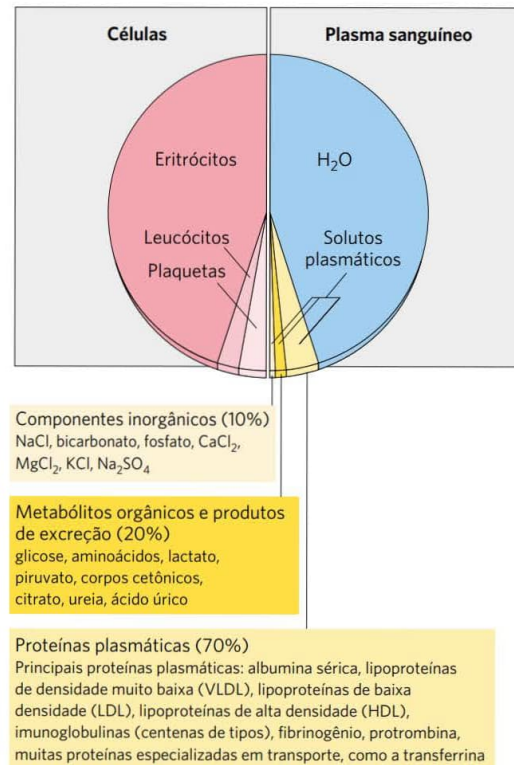 Células
Plasma sanguíneo
Eritrócitos
H₂O
Leucócitos
Plaquetas
Solutos
plasmáticos
Componentes inorgânicos (10%)
NaCl, bicarbonato, fosfato, CaCl₂,
MgCl₂, KCl, Na₂SO₄
Metabólitos orgânicos e produtos
de excreção (20%)
glicose, aminoácidos, lactato,
piruvato, corpos cetônicos,
citrato, ureia, ácido úrico
Proteínas plasmáticas (70%)
Principais proteínas plasmáticas: albumina sérica, lipoproteínas
de densidade muito baixa (VLDL), lipoproteínas de baixa
densidade (LDL), lipoproteínas de alta densidade (HDL),
imunoglobulinas (centenas de tipos), fibrinogênio, protrombina,
muitas proteínas especializadas em transporte, como a transferrina